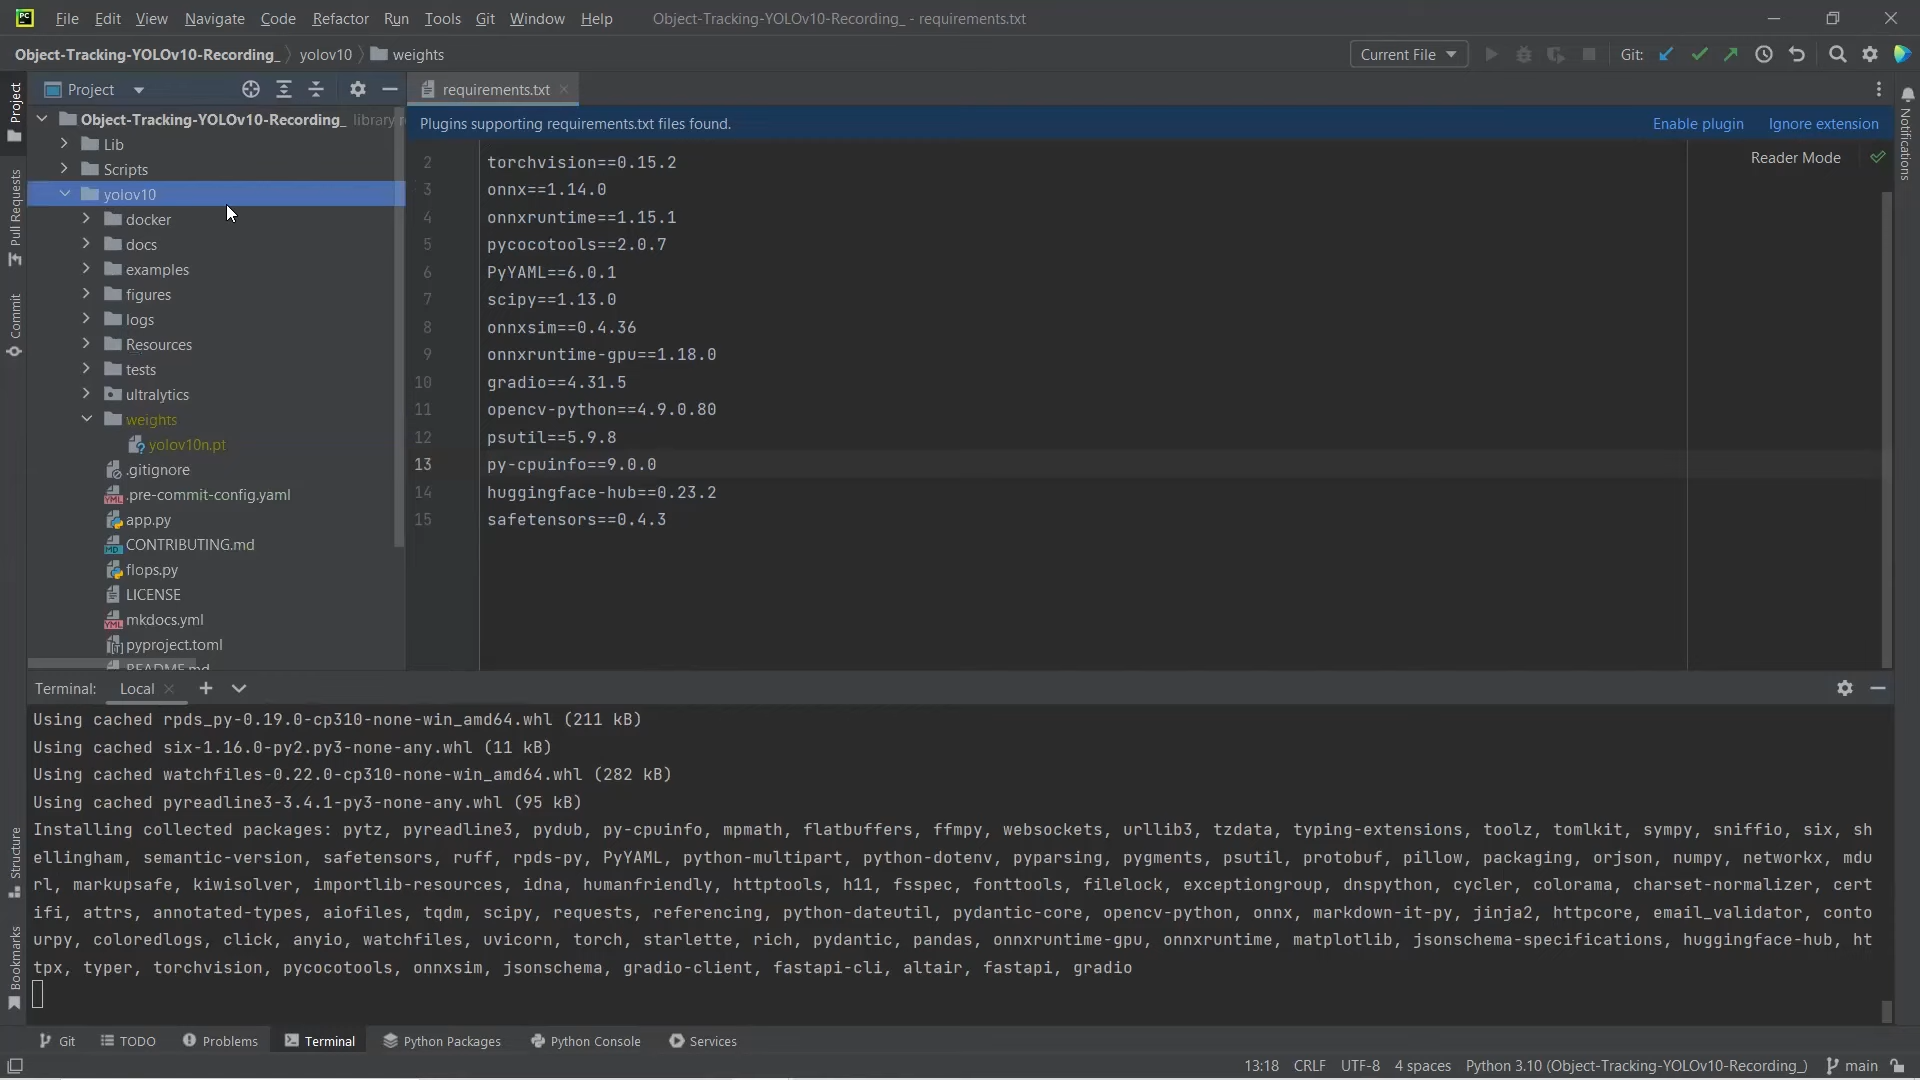 PC File Edit View Navigate Code Refactor Run Tools Git Window Help Object-Tracking-YOLOv10-Recording_ - requirements.txt
Object-Tracking-YOLOv10-Recording_ yolov10 weights Current File Git:
Project
requirements.txt
Project
Pull Requests
Commit
Structure
Bookmarks
Notifications
Object-Tracking-YOLOv10-Recording_ library
Lib
Scripts
yolov10
docker
docs
examples
figures
logs
Resources
tests
ultralytics
weights
yolov10n.pt
.gitignore
.pre-commit-config.yaml
app.py
CONTRIBUTING.md
flops.py
LICENSE
mkdocs.yml
pyproject.toml
README.md
Plugins supporting requirements.txt files found. Enable plugin Ignore extension
Reader Mode
2 torchvision==0.15.2
3 onnx==1.14.0
4 onnxruntime==1.15.1
5 pycocotools==2.0.7
6 PyYAML==6.0.1
7 scipy==1.13.0
8 onnxsim==0.4.36
9 onnxruntime-gpu==1.18.0
10 gradio==4.31.5
11 opencv-python==4.9.0.80
12 psutil==5.9.8
13 py-cpuinfo==9.0.0
14 huggingface-hub==0.23.2
15 safetensors==0.4.3
Terminal: Local
Using cached rpds_py-0.19.0-cp310-none-win_amd64.whl (211 kB)
Using cached six-1.16.0-py2.py3-none-any.whl (11 kB)
Using cached watchfiles-0.22.0-cp310-none-win_amd64.whl (282 kB)
Using cached pyreadline3-3.4.1-py3-none-any.whl (95 kB)
Installing collected packages: pytz, pyreadline3, pydub, py-cpuinfo, mpmath, flatbuffers, ffmpy, websockets, urllib3, tzdata, typing-extensions, toolz, tomlkit, sympy, sniffio, six, sh
ellingham, semantic-version, safetensors, ruff, rpds-py, PyYAML, python-multipart, python-dotenv, pyparsing, pygments, psutil, protobuf, pillow, packaging, orjson, numpy, networkx, mdu
rl, markupsafe, kiwisolver, importlib-resources, idna, humanfriendly, httptools, h11, fsspec, fonttools, filelock, exceptiongroup, dnspython, cycler, colorama, charset-normalizer, cert
ifi, attrs, annotated-types, aiofiles, tqdm, scipy, requests, referencing, python-dateutil, pydantic-core, opencv-python, onnx, markdown-it-py, jinja2, httpcore, email_validator, conto
urpy, coloredlogs, click, anyio, watchfiles, uvicorn, torch, starlette, rich, pydantic, pandas, onnxruntime-gpu, onnxruntime, matplotlib, jsonschema-specifications, huggingface-hub, ht
tpx, typer, torchvision, pycocotools, onnxsim, jsonschema, gradio-client, fastapi-cli, altair, fastapi, gradio
Git TODO Problems Terminal Python Packages Python Console Services
13:18 CRLF UTF-8 4 spaces Python 3.10 (Object-Tracking-YOLOv10-Recording_) main